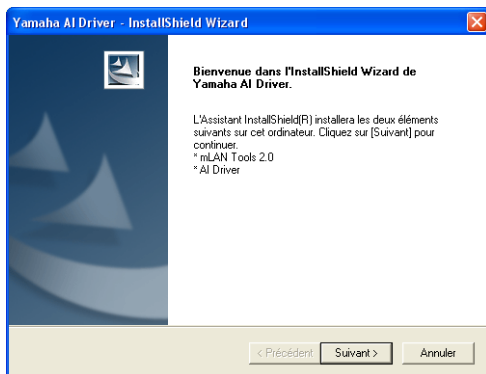 Yamaha AI Driver - InstallShield Wizard
Bienvenue dans l'InstallShield Wizard de
Yamaha AI Driver.
L'Assistant InstallShield(R) installera les deux éléments
suivants sur cet ordinateur. Cliquez sur [Suivant] pour
continuer.
* mLAN Tools 2.0
* AI Driver
< Précédent Suivant > Annuler